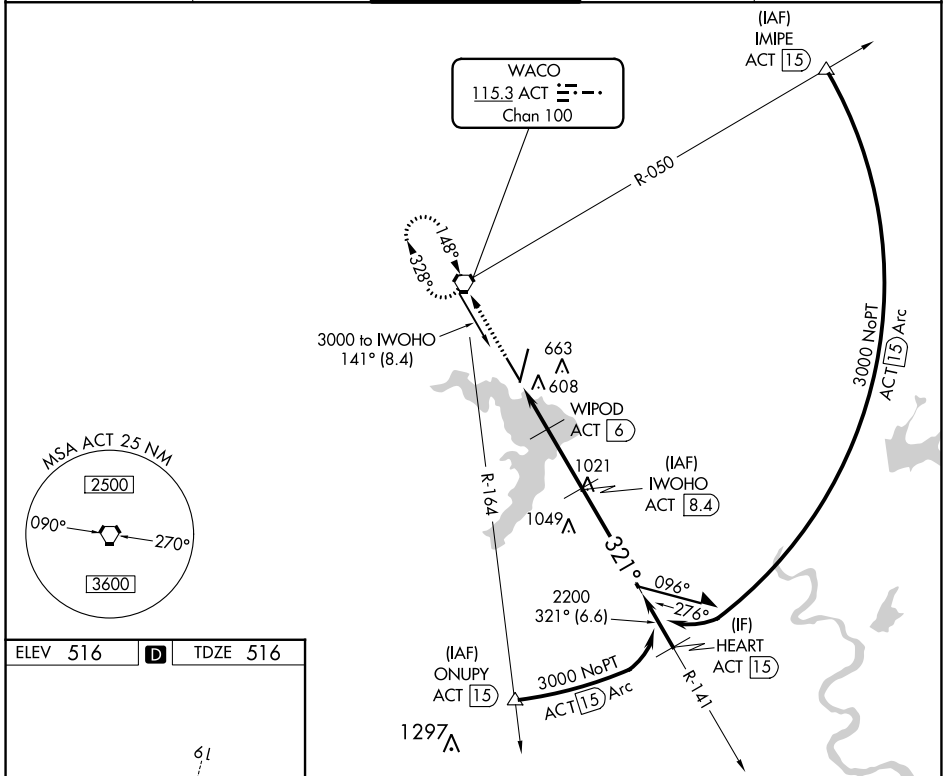 (IAF)
IMIPE
ACT 15
WACO
115.3 ACT
Chan 100
R-050
148°
328°
3000 NoPT
ACT 15 Arc
3000 to IWOHO
141° (8.4)
663
608
WIPOD
ACT 6
MSA ACT 25 NM
2500
090°
270°
3600
R-164
1021
(IAF)
IWOHO
ACT 8.4
1049
321°
096°
276°
2200
321° (6.6)
(IF)
HEART
ACT 15
ELEV 516 D TDZE 516
(IAF)
ONUPY
ACT 15
3000 NoPT
ACT 15 Arc
R-141
1297
19